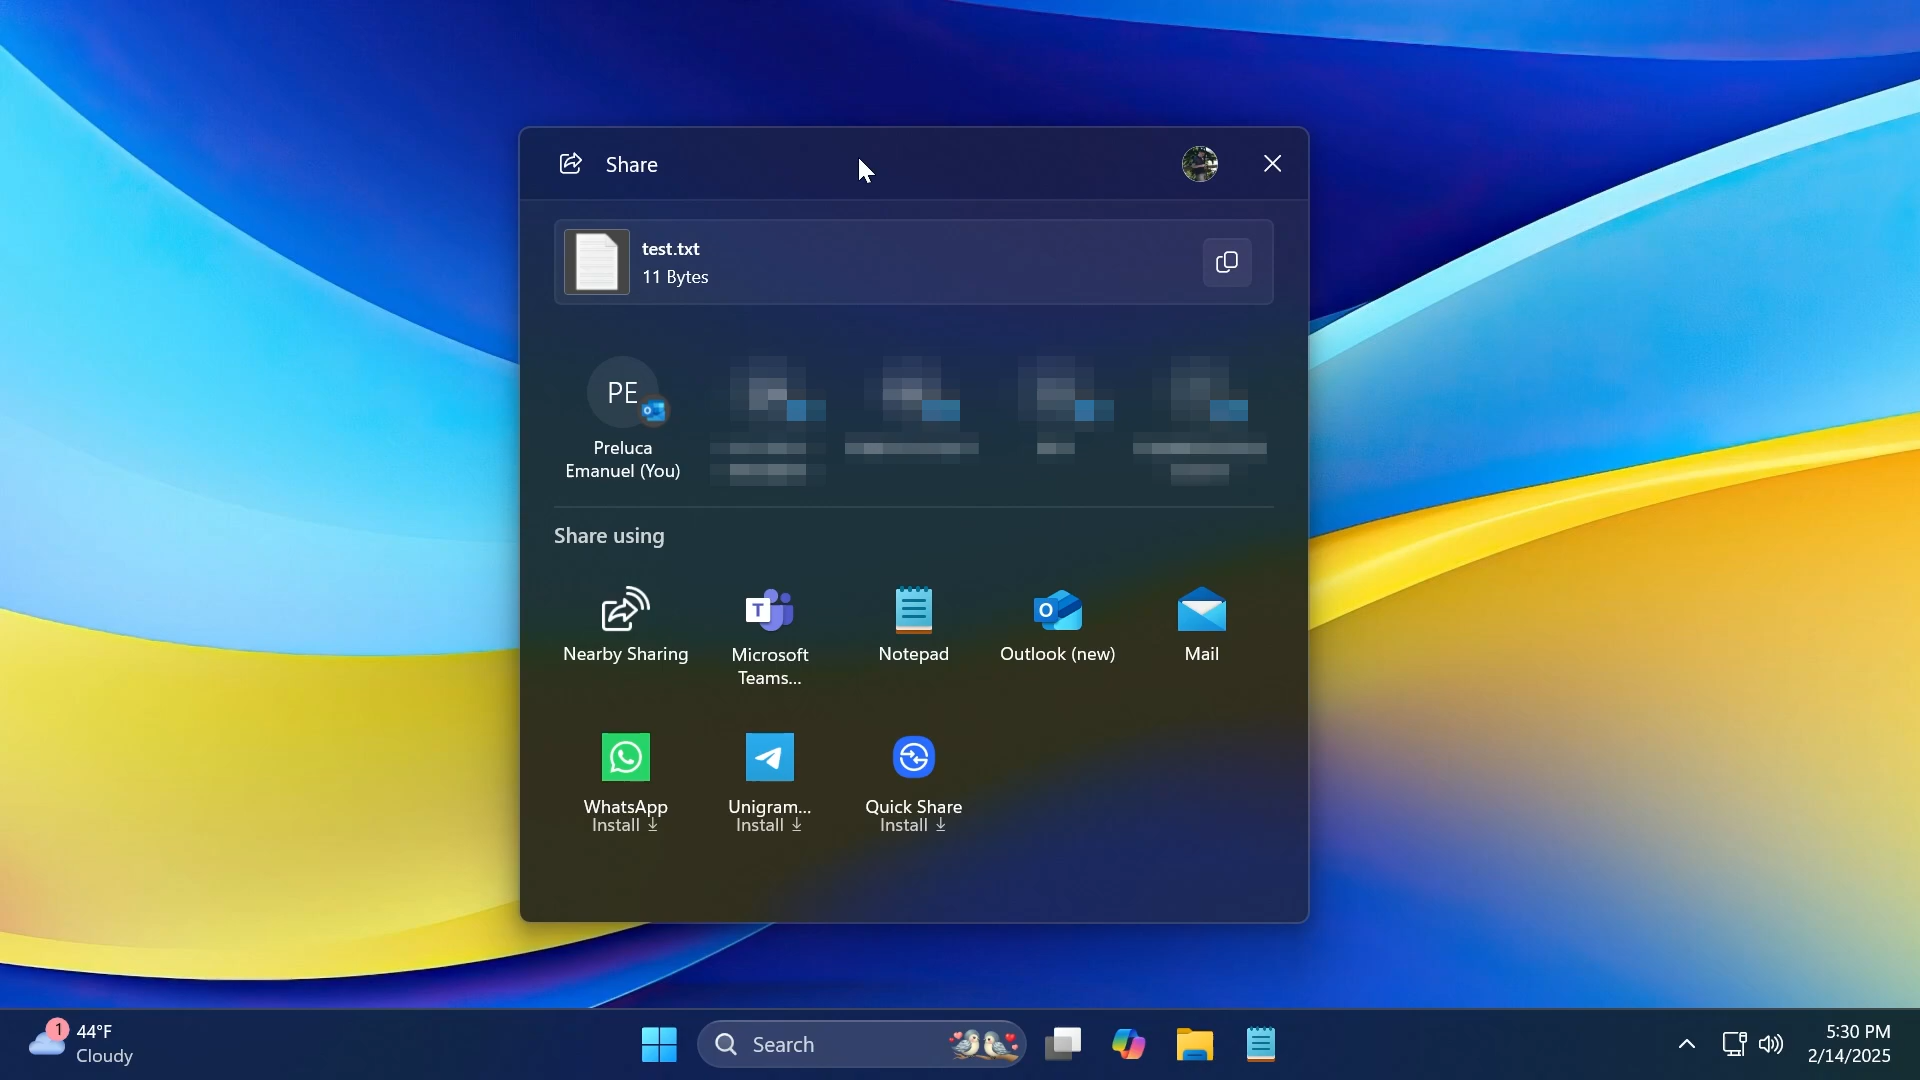 Share
test.txt
11 Bytes
PE
Preluca
Emanuel (You)
Share using
Nearby Sharing
T
Microsoft
Teams...
Notepad
O
Outlook (new)
Mail
WhatsApp
Install
Unigram...
Install
Quick Share
Install
1
44°F
Cloudy
Search
5:30 PM
2/14/2025